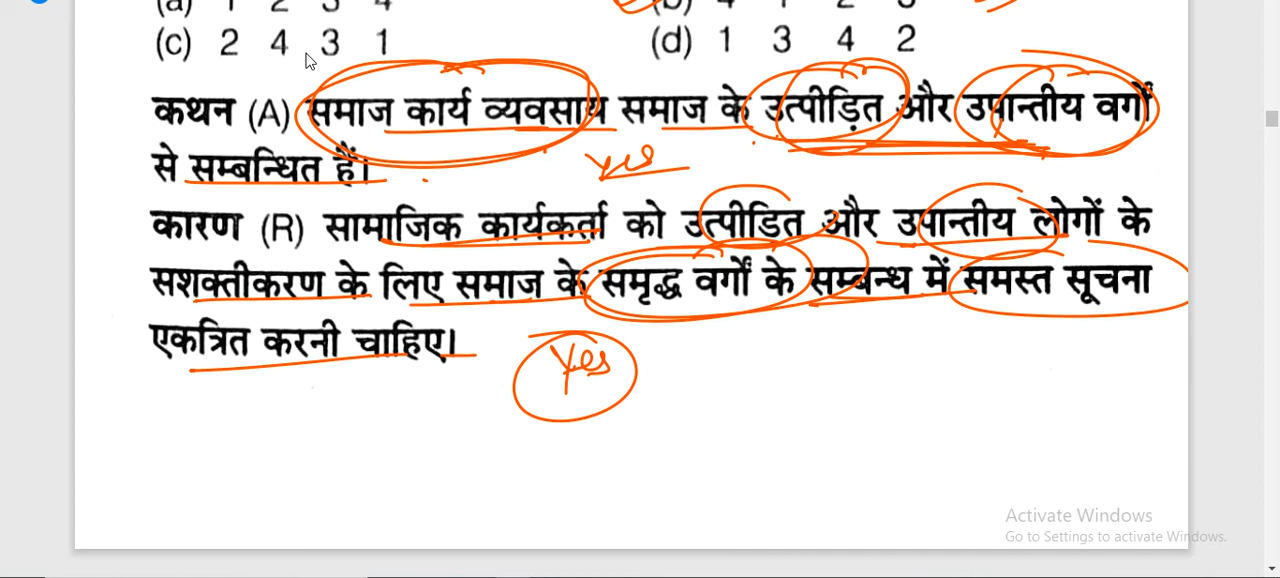 (c) 2 4 3 1 (d) 1 3 4 2
कथन (A) समाज कार्य व्यवसाय समाज के उत्पीड़ित और उपान्तीय वर्गों
से सम्बन्धित हैं।
yes
कारण (R) सामाजिक कार्यकर्ता को उत्पीडित और उपान्तीय लोगों के
सशक्तीकरण के लिए समाज के समृद्ध वर्गों के सम्बन्ध में समस्त सूचना
एकत्रित करनी चाहिए।
Yes
Activate Windows
Go to Settings to activate Windows.